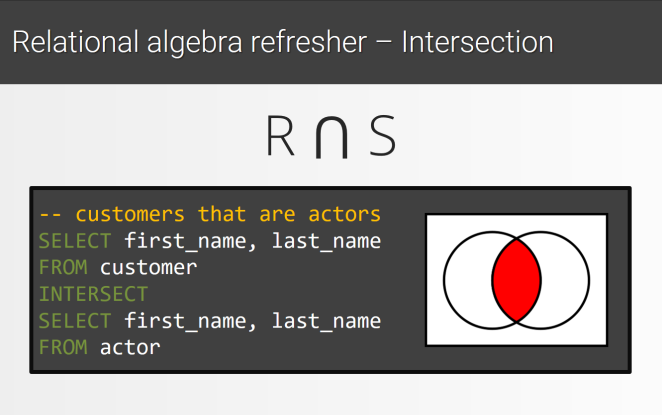 Relational algebra refresher – Intersection
R ∩ S
-- customers that are actors
SELECT first_name, last_name
FROM customer
INTERSECT
SELECT first_name, last_name
FROM actor